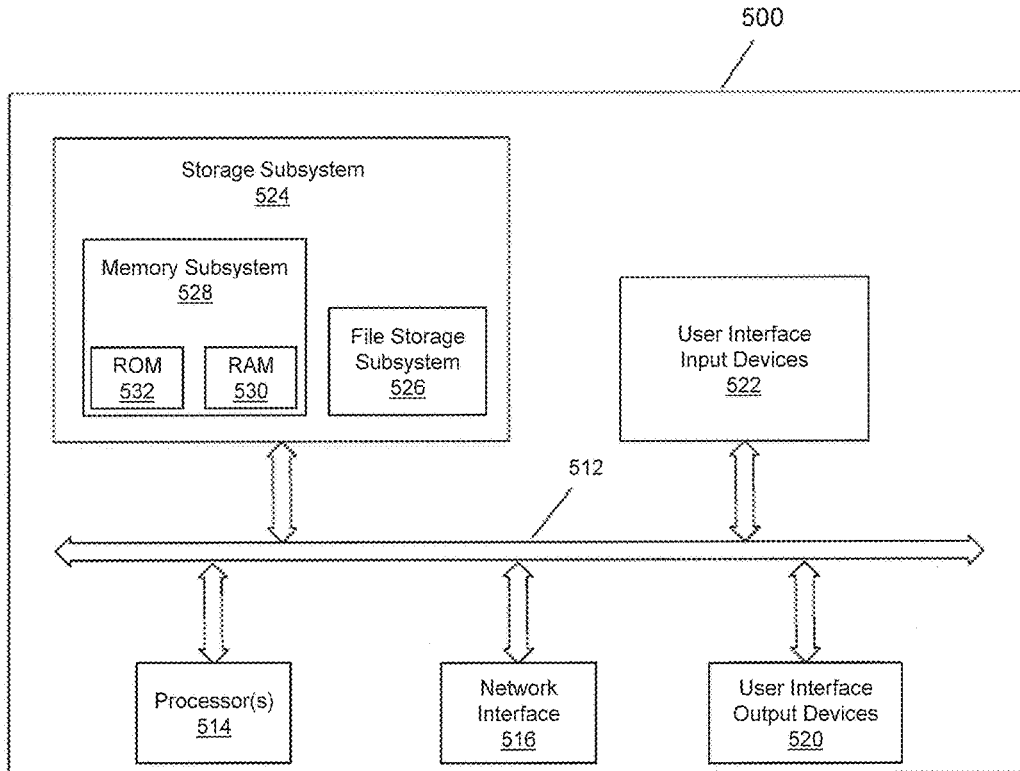 500
Storage Subsystem
524
Memory Subsystem
528
ROM
532
RAM
530
File Storage
Subsystem
526
User Interface
Input Devices
522
512
Processor(s)
514
Network
Interface
516
User Interface
Output Devices
520